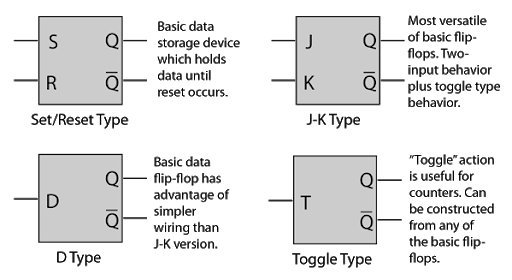 S Q
R Q̅
Set/Reset Type
Basic data
storage device
which holds
data until
reset occurs.
J Q
K Q̅
J-K Type
Most versatile
of basic flip-
flops. Two-
input behavior
plus toggle type
behavior.
D
Q
Q̅
D Type
Basic data
flip-flop has
advantage of
simpler
wiring than
J-K version.
T
Q
Q̅
Toggle Type
"Toggle" action
is useful for
counters. Can
be constructed
from any of
the basic flip-
flops.